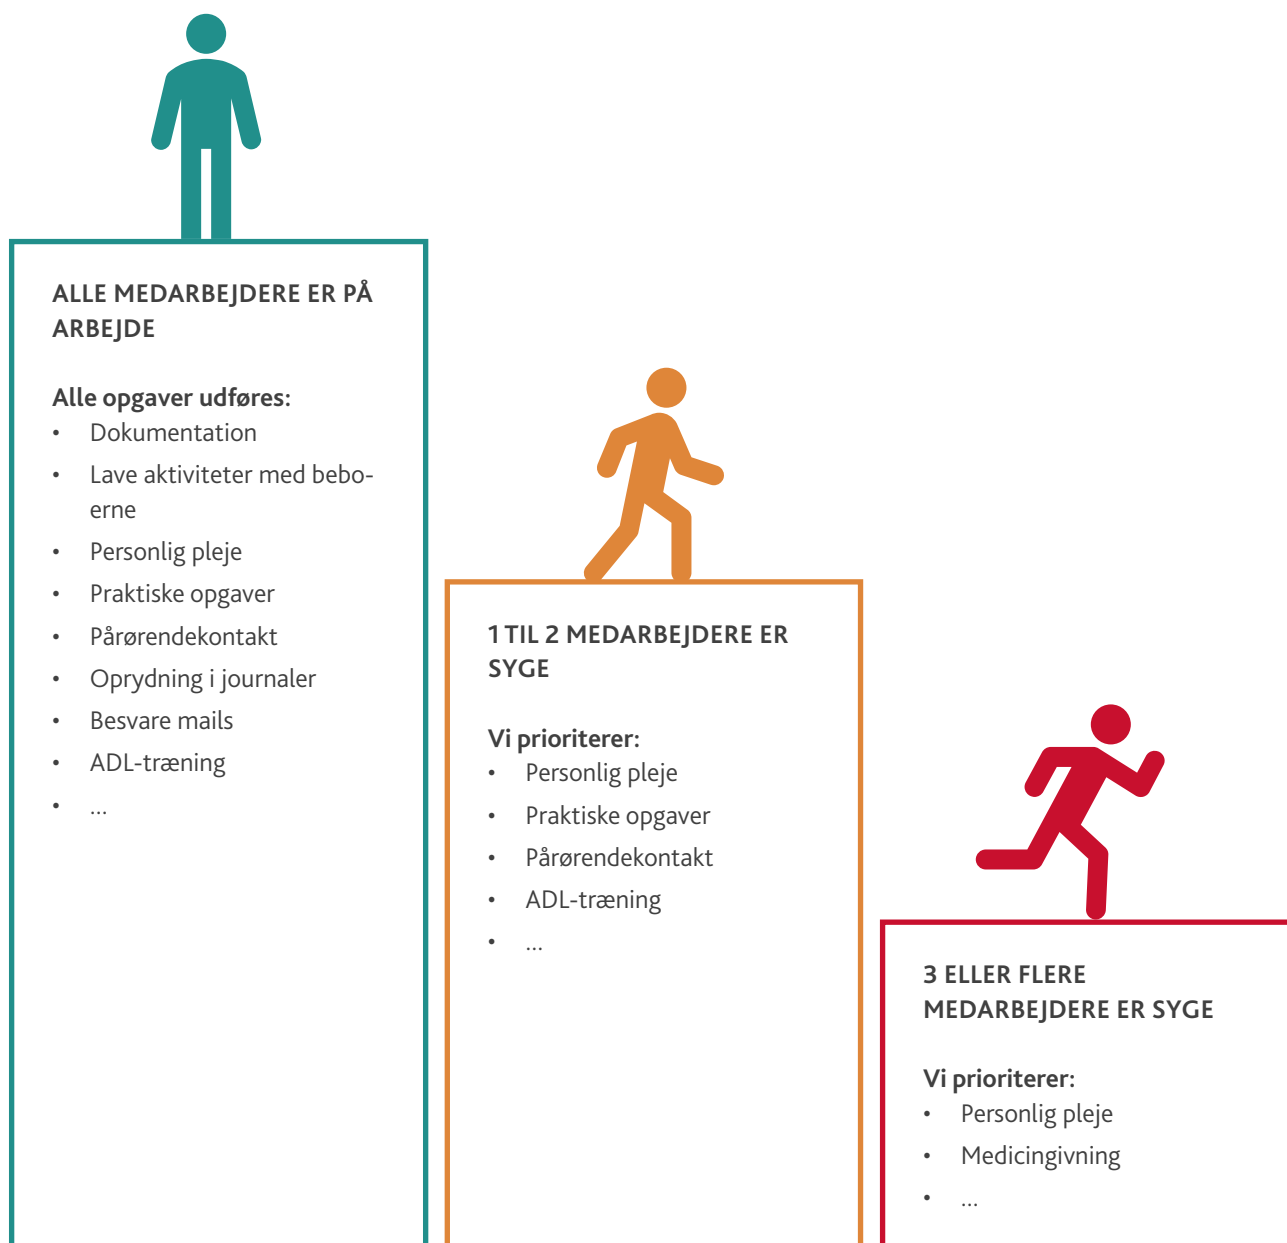 ALLE MEDARBEJDERE ER PÅ
ARBEJDE
Alle opgaver udføres:
• Dokumentation
• Lave aktiviteter med bebo-
erne
• Personlig pleje
• Praktiske opgaver
• Pårørendekontakt
• Oprydning i journaler
• Besvare mails
• ADL-træning
• ...
1 TIL 2 MEDARBEJDERE ER
SYGE
Vi prioriterer:
• Personlig pleje
• Praktiske opgaver
• Pårørendekontakt
• ADL-træning
• ...
3 ELLER FLERE
MEDARBEJDERE ER SYGE
Vi prioriterer:
• Personlig pleje
• Medicingivning
• ...